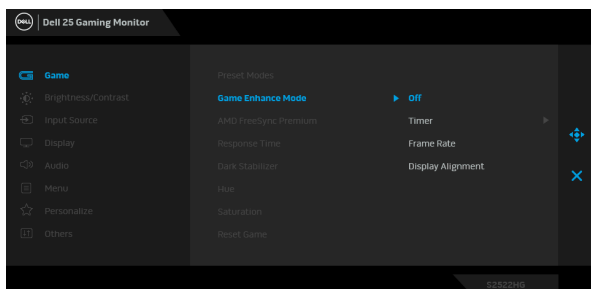 DELL
Dell 25 Gaming Monitor
Game
Brightness/Contrast
Input Source
Display
Audio
Menu
Personalize
Others
Preset Modes
Game Enhance Mode
AMD FreeSync Premium
Response Time
Dark Stabilizer
Hue
Saturation
Reset Game
Off
Timer
Frame Rate
Display Alignment
S2522HG